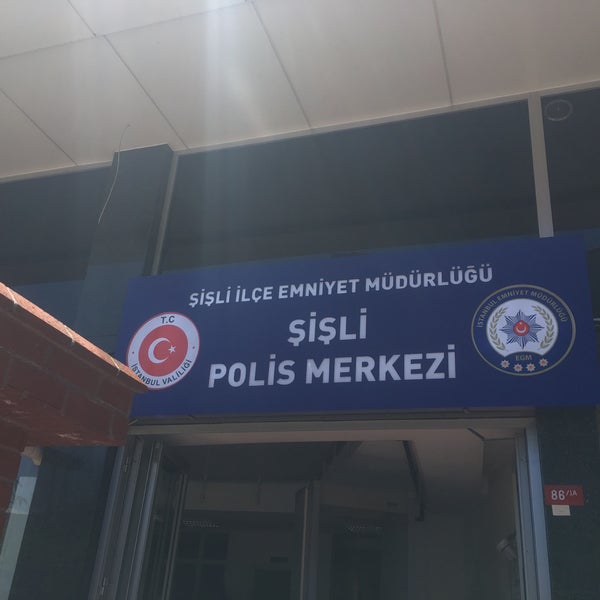 ŞİŞLİ İLÇE EMNİYET MÜDÜRLÜĞÜ
ŞİŞLİ
POLİS MERKEZİ
T.C
İSTANBUL VALİLİĞİ
İSTANBUL EMNİYET MÜDÜRLÜĞÜ
EGM
86/1A